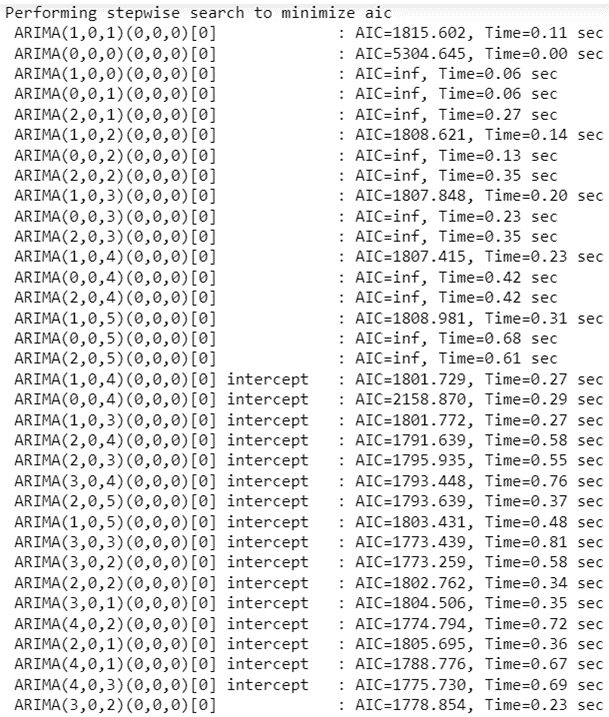 Performing stepwise search to minimize aic
ARIMA(1,0,1)(0,0,0)[0] : AIC=1815.602, Time=0.11 sec
ARIMA(0,0,0)(0,0,0)[0] : AIC=5304.645, Time=0.00 sec
ARIMA(1,0,0)(0,0,0)[0] : AIC=inf, Time=0.06 sec
ARIMA(0,0,1)(0,0,0)[0] : AIC=inf, Time=0.06 sec
ARIMA(2,0,1)(0,0,0)[0] : AIC=inf, Time=0.27 sec
ARIMA(1,0,2)(0,0,0)[0] : AIC=1808.621, Time=0.14 sec
ARIMA(0,0,2)(0,0,0)[0] : AIC=inf, Time=0.13 sec
ARIMA(2,0,2)(0,0,0)[0] : AIC=inf, Time=0.35 sec
ARIMA(1,0,3)(0,0,0)[0] : AIC=1807.848, Time=0.20 sec
ARIMA(0,0,3)(0,0,0)[0] : AIC=inf, Time=0.23 sec
ARIMA(2,0,3)(0,0,0)[0] : AIC=inf, Time=0.35 sec
ARIMA(1,0,4)(0,0,0)[0] : AIC=1807.415, Time=0.23 sec
ARIMA(0,0,4)(0,0,0)[0] : AIC=inf, Time=0.42 sec
ARIMA(2,0,4)(0,0,0)[0] : AIC=inf, Time=0.42 sec
ARIMA(1,0,5)(0,0,0)[0] : AIC=1808.981, Time=0.31 sec
ARIMA(0,0,5)(0,0,0)[0] : AIC=inf, Time=0.68 sec
ARIMA(2,0,5)(0,0,0)[0] : AIC=inf, Time=0.61 sec
ARIMA(1,0,4)(0,0,0)[0] intercept : AIC=1801.729, Time=0.27 sec
ARIMA(0,0,4)(0,0,0)[0] intercept : AIC=2158.870, Time=0.29 sec
ARIMA(1,0,3)(0,0,0)[0] intercept : AIC=1801.772, Time=0.27 sec
ARIMA(2,0,4)(0,0,0)[0] intercept : AIC=1791.639, Time=0.58 sec
ARIMA(2,0,3)(0,0,0)[0] intercept : AIC=1795.935, Time=0.55 sec
ARIMA(3,0,4)(0,0,0)[0] intercept : AIC=1793.448, Time=0.76 sec
ARIMA(2,0,5)(0,0,0)[0] intercept : AIC=1793.639, Time=0.37 sec
ARIMA(1,0,5)(0,0,0)[0] intercept : AIC=1803.431, Time=0.48 sec
ARIMA(3,0,3)(0,0,0)[0] intercept : AIC=1773.439, Time=0.81 sec
ARIMA(3,0,2)(0,0,0)[0] intercept : AIC=1773.259, Time=0.58 sec
ARIMA(2,0,2)(0,0,0)[0] intercept : AIC=1802.762, Time=0.34 sec
ARIMA(3,0,1)(0,0,0)[0] intercept : AIC=1804.506, Time=0.35 sec
ARIMA(4,0,2)(0,0,0)[0] intercept : AIC=1774.794, Time=0.72 sec
ARIMA(2,0,1)(0,0,0)[0] intercept : AIC=1805.695, Time=0.36 sec
ARIMA(4,0,1)(0,0,0)[0] intercept : AIC=1788.776, Time=0.67 sec
ARIMA(4,0,3)(0,0,0)[0] intercept : AIC=1775.730, Time=0.69 sec
ARIMA(3,0,2)(0,0,0)[0] : AIC=1778.854, Time=0.23 sec